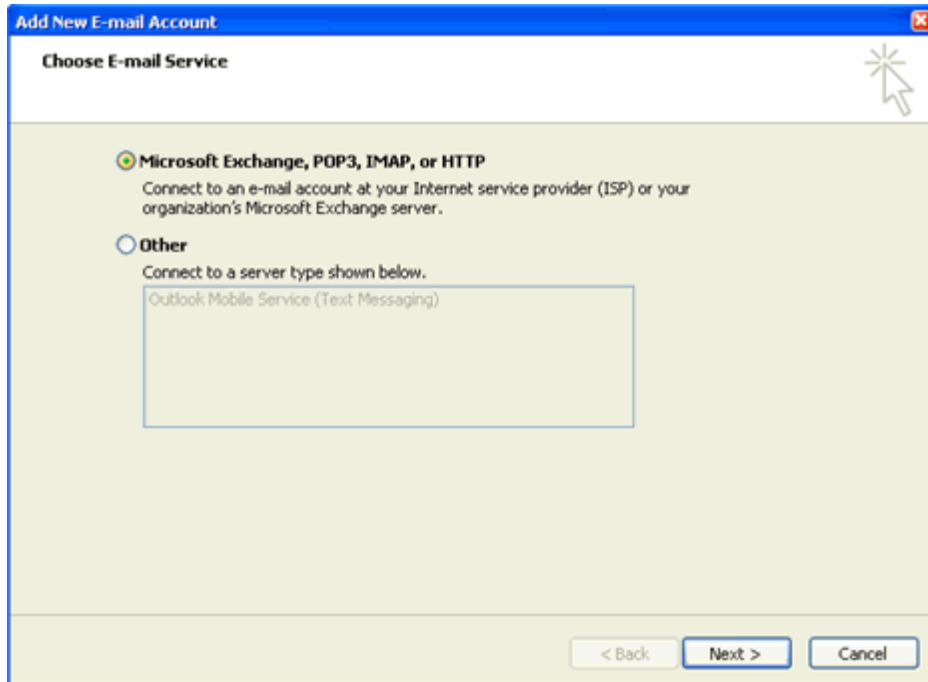 Add New E-mail Account
Choose E-mail Service
Microsoft Exchange, POP3, IMAP, or HTTP
Connect to an e-mail account at your Internet service provider (ISP) or your
organization's Microsoft Exchange server.
Other
Connect to a server type shown below.
Outlook Mobile Service (Text Messaging)
< Back
Next >
Cancel